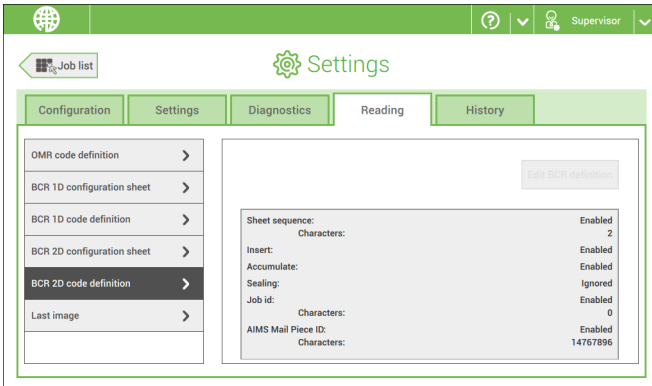 Supervisor
Job list
Settings
Configuration
Settings
Diagnostics
Reading
History
OMR code definition
BCR 1D configuration sheet
BCR 1D code definition
BCR 2D configuration sheet
BCR 2D code definition
Last image
Edit BCR definition
Sheet sequence: Enabled
Characters: 2
Insert: Enabled
Accumulate: Enabled
Sealing: Ignored
Job id: Enabled
Characters: 0
AIMS Mail Piece ID: Enabled
Characters: 14767896